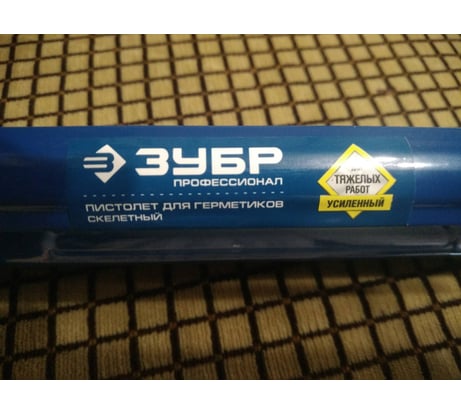 ЗУБР
ПРОФЕССИОНАЛ
ПИСТОЛЕТ ДЛЯ ГЕРМЕТИКОВ
СКЕЛЕТНЫЙ
ТЯЖЕЛЫХ
РАБОТ
УСИЛЕННЫЙ